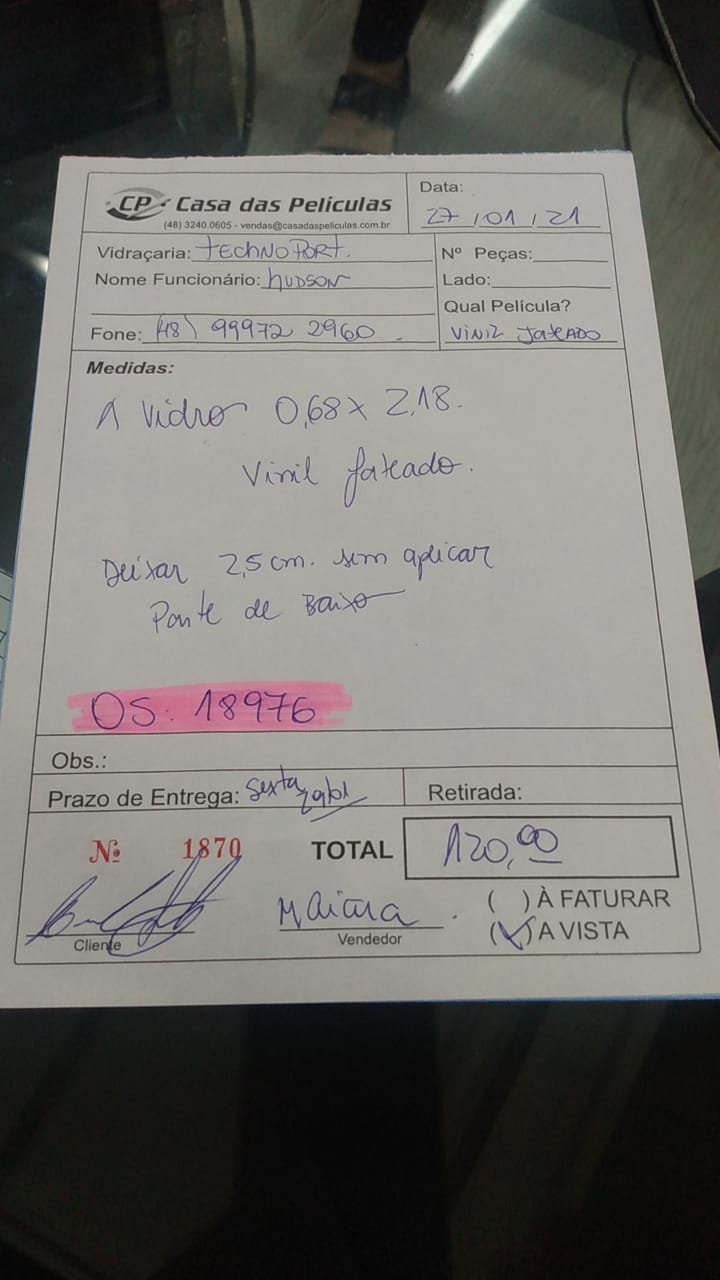 CP Casa das Películas
(48) 3240.0605 - vendas@casadaspeliculas.com.br
Data:
27 / 01 / 21
Vidraçaria: TECHNOPORT.
Nome Funcionário: HUDSON
Fone: (48) 99972 2960.
Nº Peças:
Lado:
Qual Película?
VINIL JATEADO
Medidas:
1 Vidro 0,68 x 2,18.
Vinil Jateado.
Deixar 2,5 cm. sem aplicar
Parte de Baixo
OS: 18976
Obs.:
Prazo de Entrega: Sexta 29/01
Retirada:
Nº 1870
TOTAL 120,00
Cliente
Maiara.
Vendedor
( ) À FATURAR
(✓) A VISTA